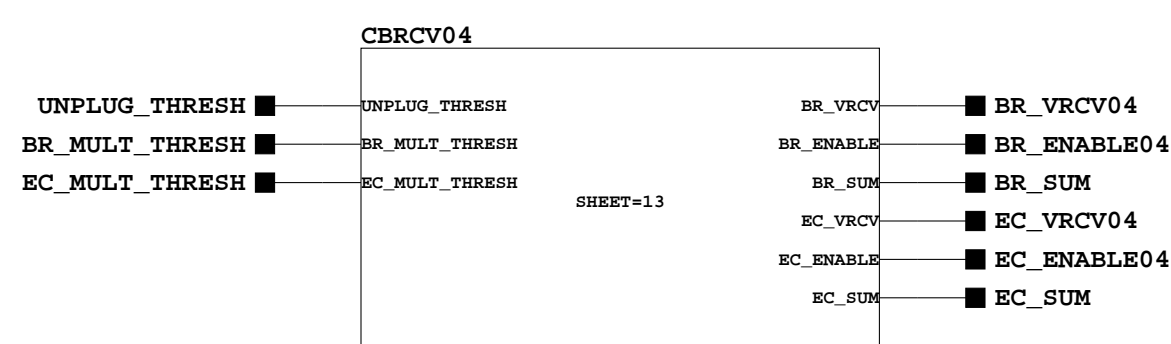 CBRCV04
UNPLUG_THRESH UNPLUG_THRESH BR_VRCV BR_VRCV04
BR_MULT_THRESH BR_MULT_THRESH BR_ENABLE BR_ENABLE04
EC_MULT_THRESH EC_MULT_THRESH BR_SUM BR_SUM
SHEET=13
EC_VRCV EC_VRCV04
EC_ENABLE EC_ENABLE04
EC_SUM EC_SUM